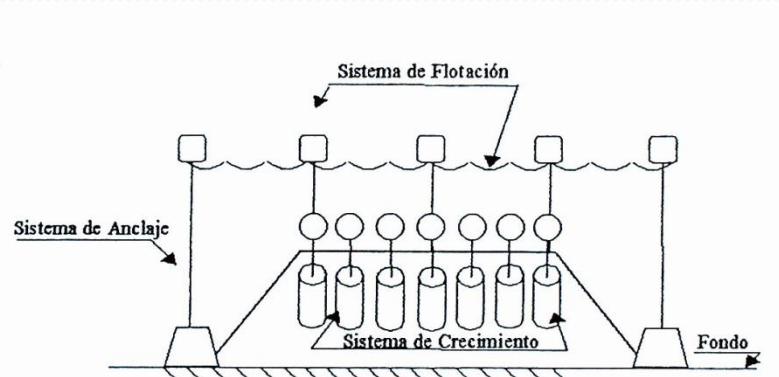 Sistema de Flotación
Sistema de Anclaje
Sistema de Crecimiento
Fondo